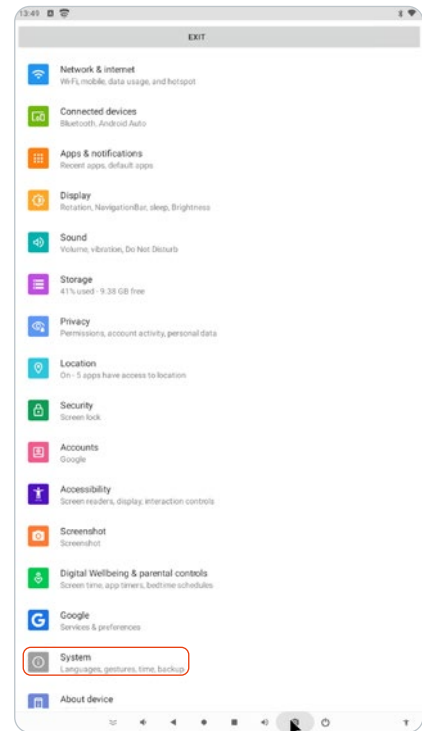 13:49
EXIT
Network & internet
Wi-Fi, mobile, data usage, and hotspot
Connected devices
Bluetooth, Android Auto
Apps & notifications
Recent apps, default apps
Display
Rotation, NavigationBar, sleep, Brightness
Sound
Volume, vibration, Do Not Disturb
Storage
41% used - 9.38 GB free
Privacy
Permissions, account activity, personal data
Location
On - 5 apps have access to location
Security
Screen lock
Accounts
Google
Accessibility
Screen readers, display, interaction controls
Screenshot
Screenshot
Digital Wellbeing & parental controls
Screen time, app timers, bedtime schedules
Google
Services & preferences
System
Languages, gestures, time, backup
About device